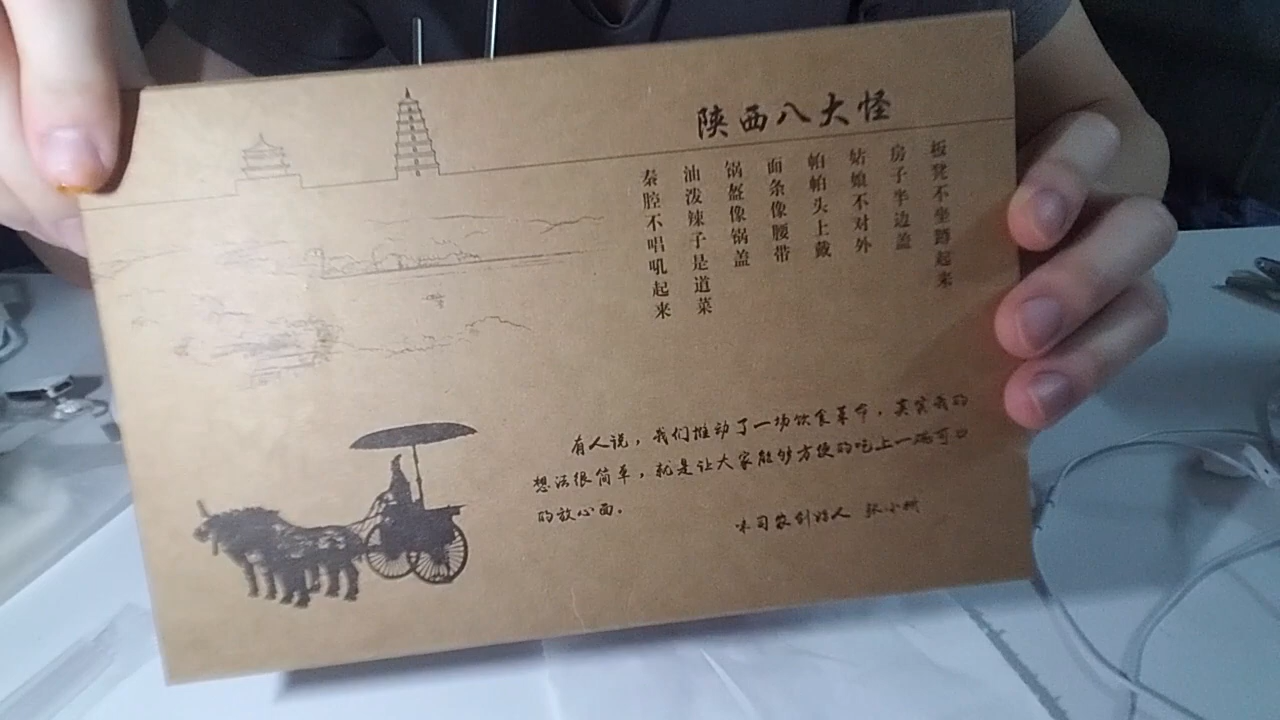 陕西八大怪
板凳不坐蹲起来
房子半边盖
姑娘不对外
帕帕头上戴
面条像腰带
锅盔像锅盖
油泼辣子是道菜
秦腔不唱吼起来
有人说，我们推动了一场饮食革命，其实我的
想法很简单，就是让大家能够方便的吃上一碗可口
的放心面。
创始人 张小